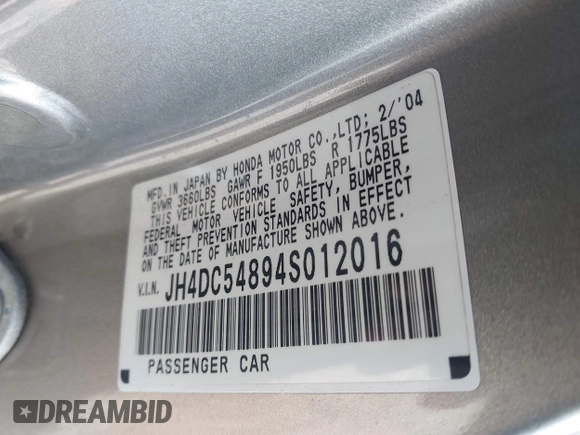 MFD.IN JAPAN BY HONDA MOTOR CO.,LTD; 2/'04
GVWR 3660LBS GAWR F 1950LBS R 1775LBS
THIS VEHICLE CONFORMS TO ALL APPLICABLE
FEDERAL MOTOR VEHICLE SAFETY, BUMPER,
AND THEFT PREVENTION STANDARDS IN EFFECT
ON THE DATE OF MANUFACTURE SHOWN ABOVE.
V.I.N. JH4DC54894S012016
PASSENGER CAR
DREAMBID